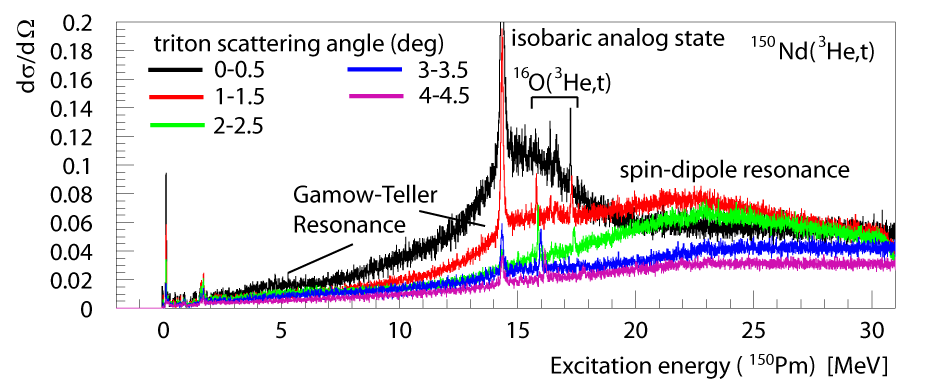 triton scattering angle (deg)
0-0.5
1-1.5
2-2.5
3-3.5
4-4.5
isobaric analog state
¹⁵⁰Nd(³He,t)
¹⁶O(³He,t)
spin-dipole resonance
Gamow-Teller
Resonance
dσ/dΩ
0.2
0.18
0.16
0.14
0.12
0.1
0.08
0.06
0.04
0.02
0
0 5 10 15 20 25 30
Excitation energy ( ¹⁵⁰Pm) [MeV]